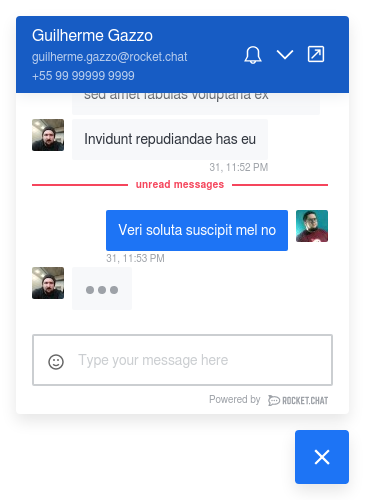 Guilherme Gazzo
guilherme.gazzo@rocket.chat
+55 99 99999 9999
sed amet fabulas voluptaria ex
Invidunt repudiandae has eu
31, 11:52 PM
unread messages
Veri soluta suscipit mel no
31, 11:53 PM
Type your message here
Powered by ROCKET.CHAT